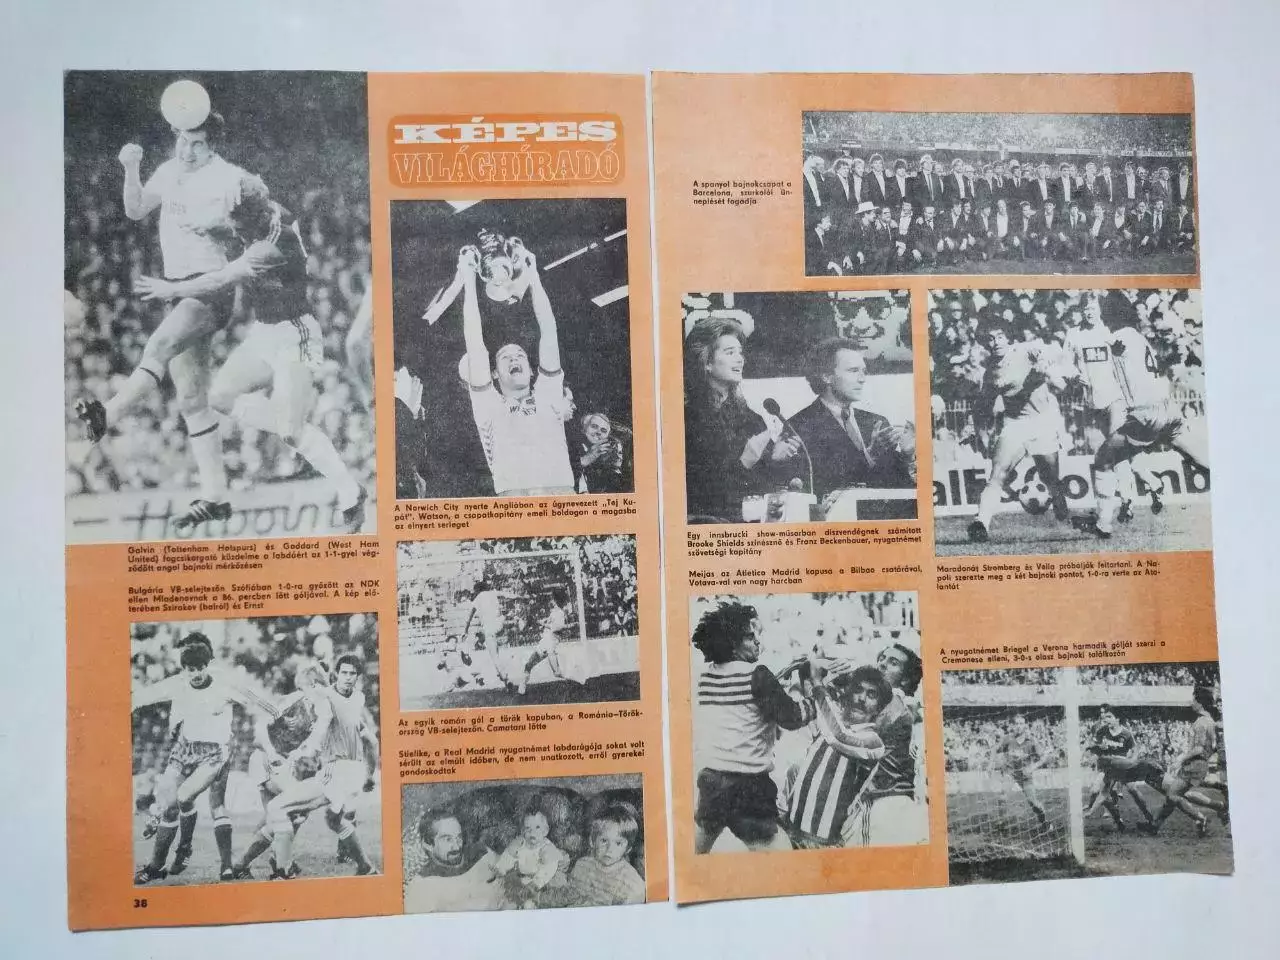 KÉPES
VILÁGHÍRADÓ
Galvin (Tottenham Hotspurs) és Goddard (West Ham
United) fogcsikorgató küzdelme a labdáért az 1-1-gyel vég-
ződött angol bajnoki mérkőzésen
Bulgária VB-selejtezőn Szófiában 1-0-ra győzött az NDK
ellen Mladenovnak a 86. percben lőtt góljával. A kép elő-
terében Szirakov (balról) és Ernst
38
A Norwich City nyerte Angliában az úgynevezett „Tej Ku-
pát". Watson, a csapatkapitány emeli boldogan a magasba
az elnyert serleget
Az egyik román gól a török kapuban, a Románia–Török-
ország VB-selejtezőn. Camataru lőtte
Stielike, a Real Madrid nyugatnémet labdarúgója sokat volt
sérült az elmúlt időben, de nem unatkozott, erről gyerekei
gondoskodtak
A spanyol bajnokcsapat a
Barcelona, szurkolói ün-
neplését fogadja
Egy innsbrucki show-műsorban díszvendégnek számított
Brooke Shields színésznő és Franz Beckenbauer, nyugatnémet
szövetségi kapitány
Meijas az Atletico Madrid kapusa a Bilbao csatárával,
Votava-val van nagy harcban
Maradonát Stromberg és Vella próbálják feltartani. A Na-
poli szerezte meg a két bajnoki pontot, 1-0-ra verte az Ata-
lantát
A nyugatnémet Briegel a Verona harmadik gólját szerzi a
Cremonese elleni, 3-0-s olasz bajnoki találkozón